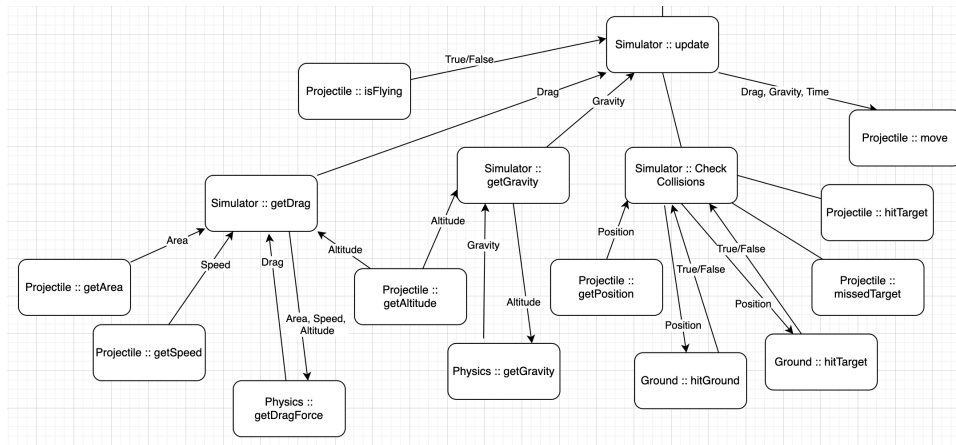 Simulator :: update
True/False
Projectile :: isFlying
Drag
Gravity
Drag, Gravity, Time
Projectile :: move
Simulator ::
getGravity
Simulator :: Check
Collisions
Simulator :: getDrag
Projectile :: hitTarget
Altitude
Position
Area
Speed
Drag
Altitude
Gravity
True/False
True/False
Projectile :: getArea
Projectile ::
getAltitude
Projectile ::
getPosition
Projectile ::
missedTarget
Area, Speed,
Altitude
Altitude
Position
Position
Projectile :: getSpeed
Physics :: getGravity
Ground :: hitGround
Ground :: hitTarget
Physics ::
getDragForce